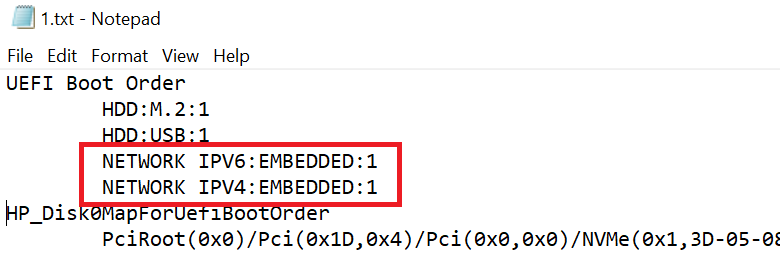 1.txt - Notepad
File Edit Format View Help
UEFI Boot Order
HDD:M.2:1
HDD:USB:1
NETWORK IPV6:EMBEDDED:1
NETWORK IPV4:EMBEDDED:1
HP_Disk0MapForUefiBootOrder
PciRoot(0x0)/Pci(0x1D,0x4)/Pci(0x0,0x0)/NVMe(0x1,3D-05-08